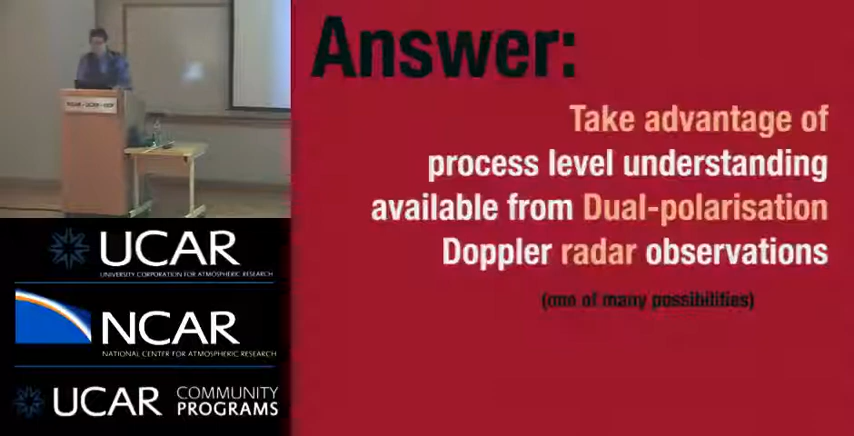 Answer:
Take advantage of
process level understanding
available from Dual-polarisation
Doppler radar observations
(one of many possibilities)
UCAR
UNIVERSITY CORPORATION FOR ATMOSPHERIC RESEARCH
NCAR
NATIONAL CENTER FOR ATMOSPHERIC RESEARCH
UCAR COMMUNITY
PROGRAMS